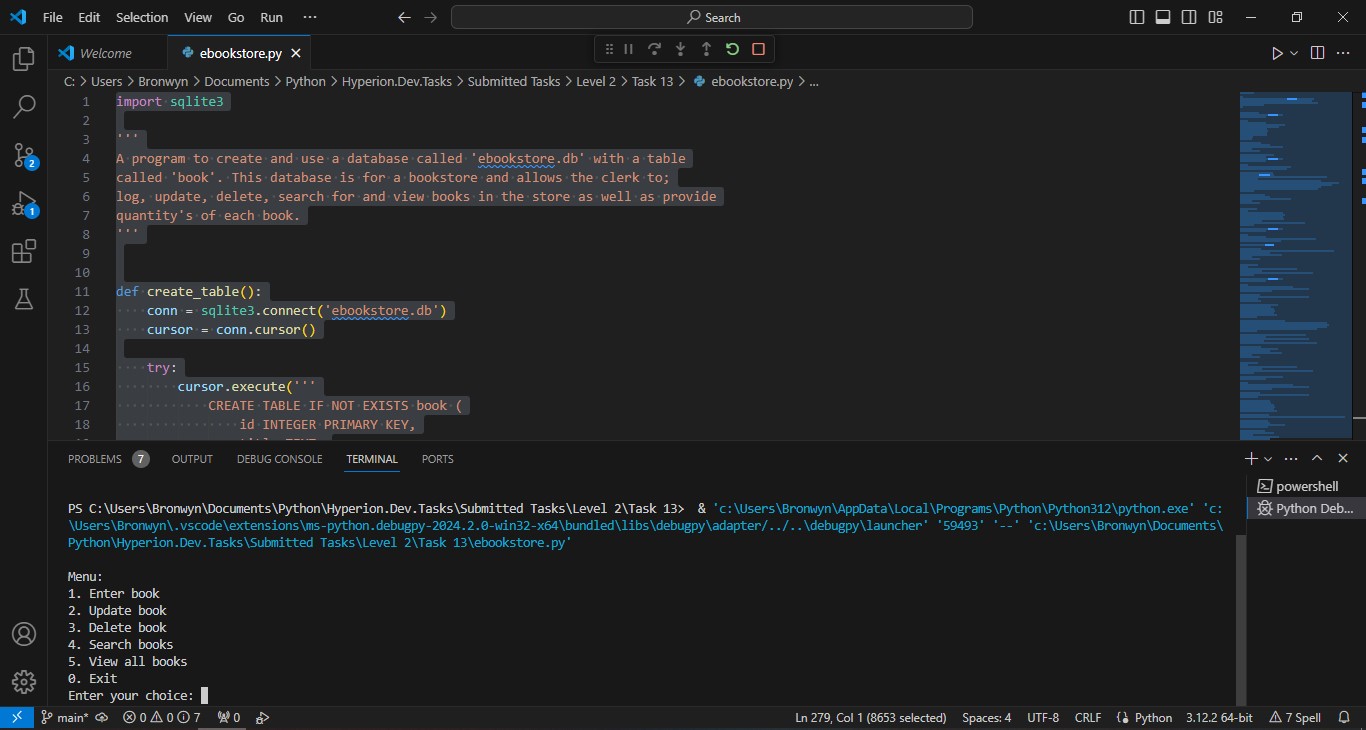 File Edit Selection View Go Run ··· Search
Welcome ebookstore.py
C: > Users > Bronwyn > Documents > Python > Hyperion.Dev.Tasks > Submitted Tasks > Level 2 > Task 13 > ebookstore.py > ...
1 import sqlite3
2
3 '''
4 A program to create and use a database called 'ebookstore.db' with a table
5 called 'book'. This database is for a bookstore and allows the clerk to;
6 log, update, delete, search for and view books in the store as well as provide
7 quantity's of each book.
8 '''
9
10
11 def create_table():
12 conn = sqlite3.connect('ebookstore.db')
13 cursor = conn.cursor()
14
15 try:
16 cursor.execute('''
17 CREATE TABLE IF NOT EXISTS book (
18 id INTEGER PRIMARY KEY,
2
1
PROBLEMS 7 OUTPUT DEBUG CONSOLE TERMINAL PORTS
powershell
Python Deb...
PS C:\Users\Bronwyn\Documents\Python\Hyperion.Dev.Tasks\Submitted Tasks\Level 2\Task 13> & 'c:\Users\Bronwyn\AppData\Local\Programs\Python\Python312\python.exe' 'c:
\Users\Bronwyn\.vscode\extensions\ms-python.debugpy-2024.2.0-win32-x64\bundled\libs\debugpy\adapter/../..\debugpy\launcher' '59493' '--' 'c:\Users\Bronwyn\Documents\
Python\Hyperion.Dev.Tasks\Submitted Tasks\Level 2\Task 13\ebookstore.py'
Menu:
1. Enter book
2. Update book
3. Delete book
4. Search books
5. View all books
0. Exit
Enter your choice:
main* 0 0 7 0 Ln 279, Col 1 (8653 selected) Spaces: 4 UTF-8 CRLF Python 3.12.2 64-bit 7 Spell